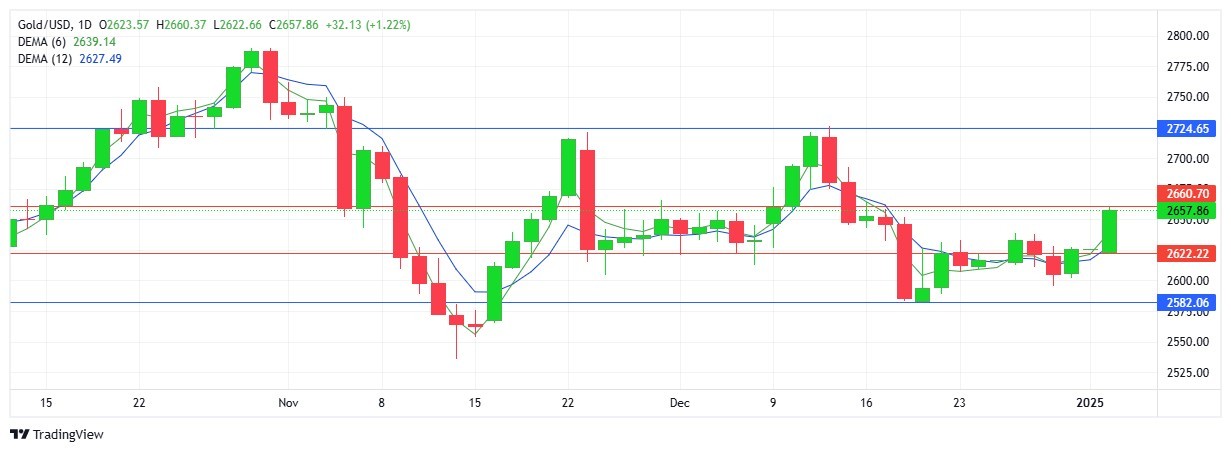 Gold/USD, 1D O2623.57 H2660.37 L2622.66 C2657.86 +32.13 (+1.22%)
DEMA (6) 2639.14
DEMA (12) 2627.49
2800.00
2775.00
2750.00
2724.65
2700.00
2660.70
2657.86
2622.22
2600.00
2582.06
2575.00
2550.00
2525.00
15 22 Nov 8 15 22 Dec 9 16 23 2025
TradingView